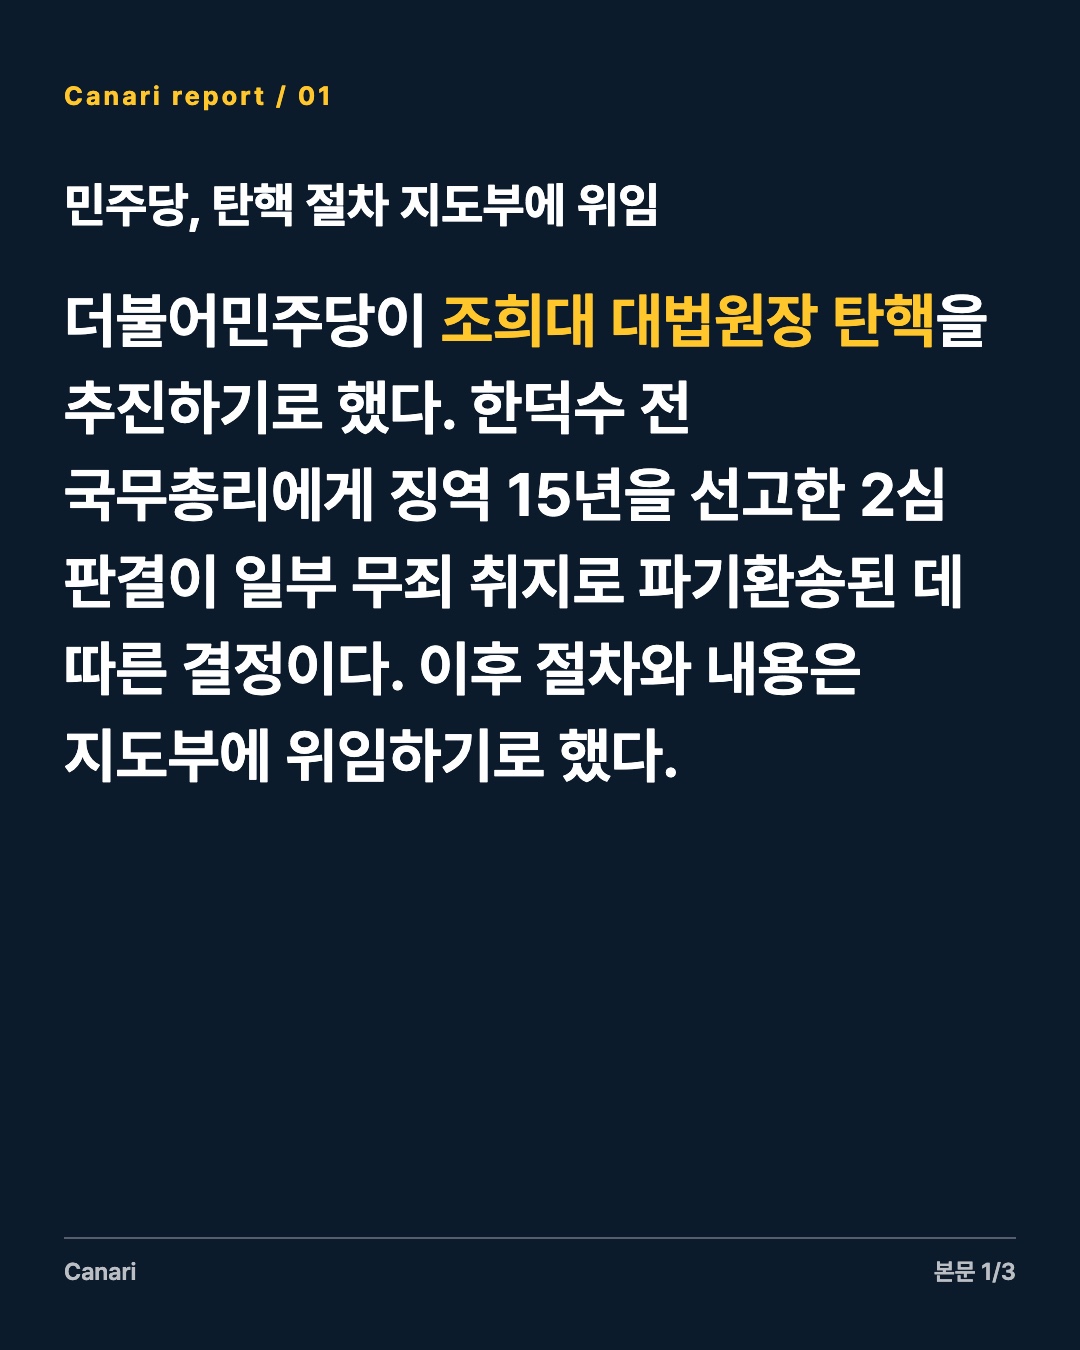 Canari report / 01
민주당, 탄핵 절차 지도부에 위임
더불어민주당이 조희대 대법원장 탄핵을
추진하기로 했다. 한덕수 전
국무총리에게 징역 15년을 선고한 2심
판결이 일부 무죄 취지로 파기환송된 데
따른 결정이다. 이후 절차와 내용은
지도부에 위임하기로 했다.
Canari
본문 1/3